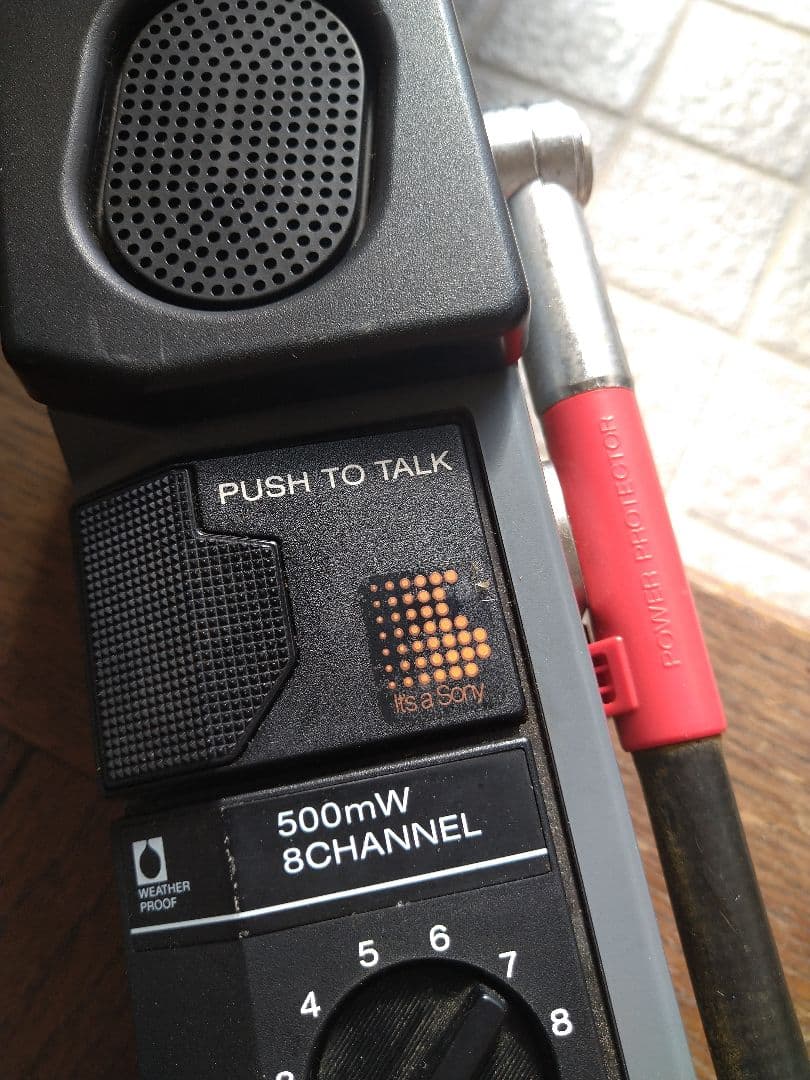 PUSH TO TALK
It's a Sony
POWER PROTECTOR
500mW
8CHANNEL
WEATHER
PROOF
4
5
6
7
8